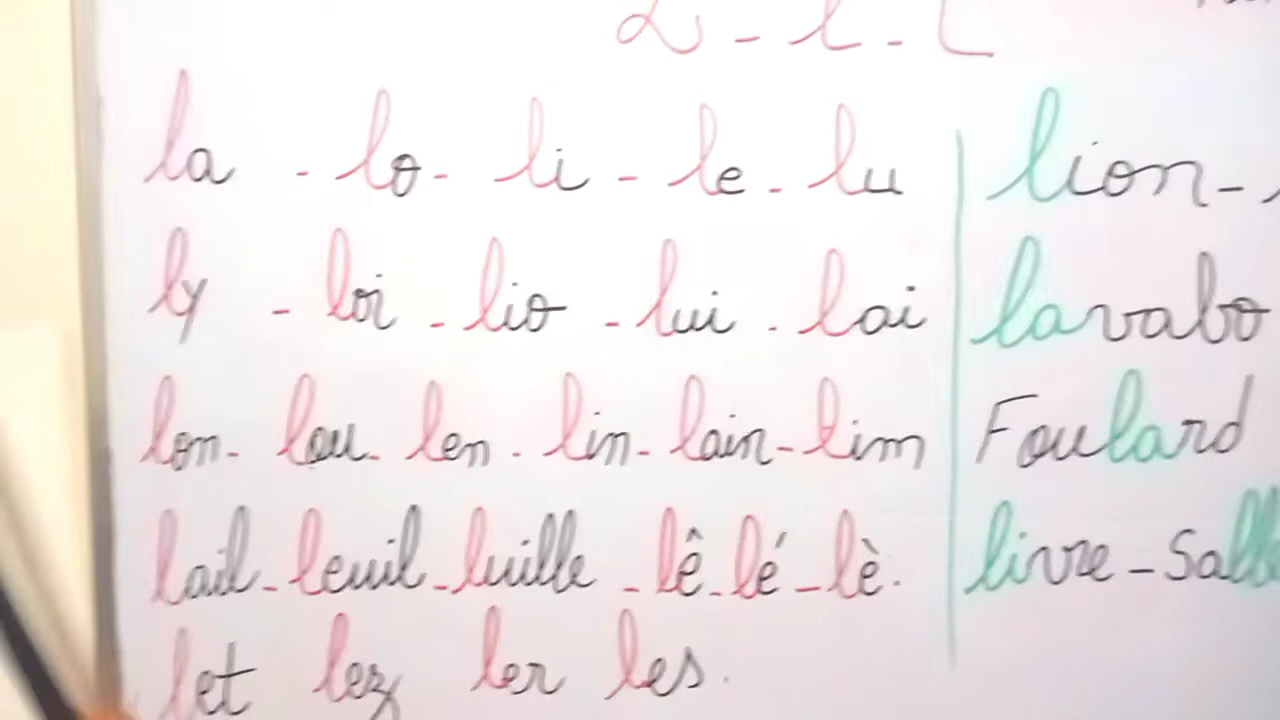 L - l - L
la - lo - li - le - lu
ly - loi - lio - lui - lai
lon - lou - len - lin - lain - lim
lail - leuil - luille - lê - lé - lè.
let lez ler les.
lion -
lavabo
Foulard
livre - Salle